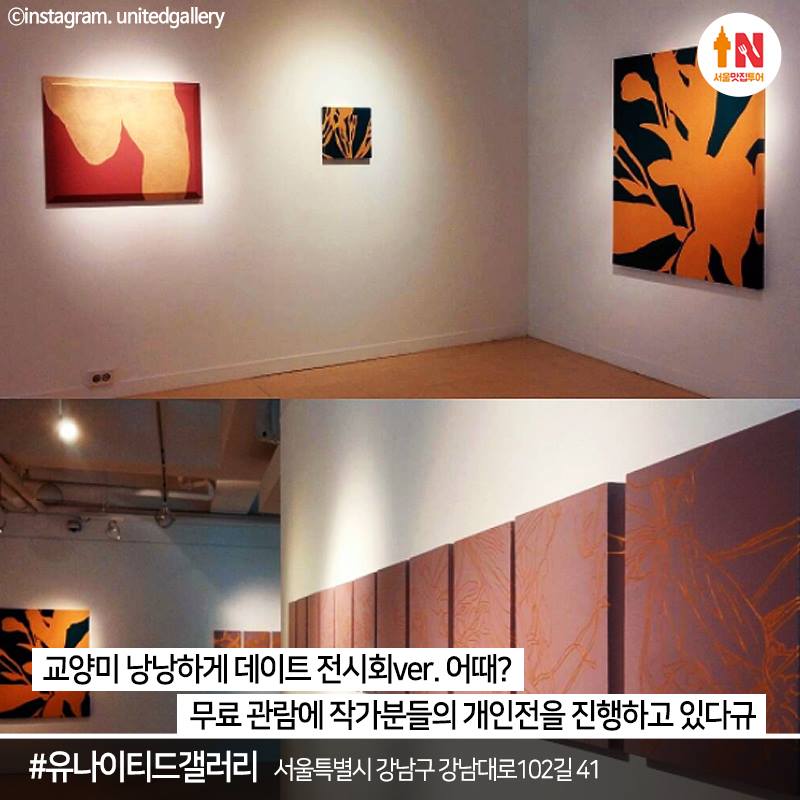 ©instagram. unitedgallery
IN
서울맛집투어
교양미 낭낭하게 데이트 전시회ver. 어때?
무료 관람에 작가분들의 개인전을 진행하고 있다규
#유나이티드갤러리 서울특별시 강남구 강남대로102길 41